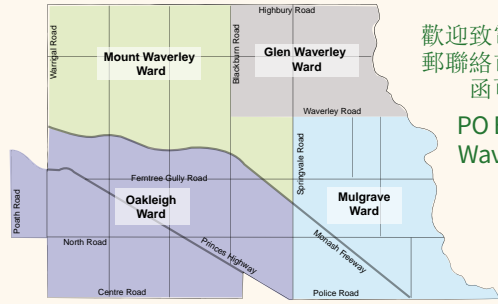 Highbury Road
Warrigal Road
Mount Waverley
Ward
Blackburn Road
Glen Waverley
Ward
歡迎致電
郵聯絡
函
PO
Wav
Waverley Road
Springvale Road
Ferntree Gully Road
Oakleigh
Ward
Mulgrave
Ward
Poath Road
North Road
Princes Highway
Monash Freeway
Centre Road
Police Road